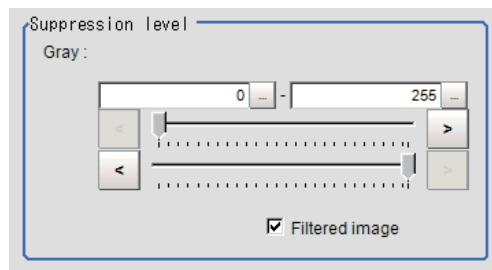 Suppression level
Gray :
0 ... - 255 ...
< >
< >
Filtered image